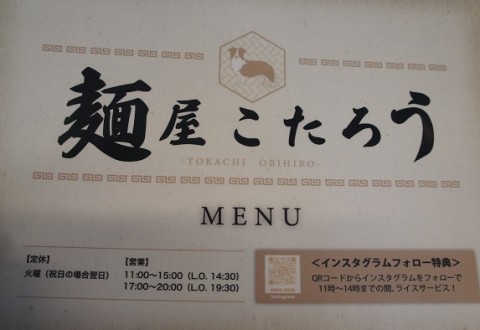 麺屋こたろう
-TOKACHI OBIHIRO-
MENU
【定休】
火曜（祝日の場合翌日）
【営業】
11:00～15:00（L.O. 14:30）
17:00～20:00（L.O. 19:30）
＜インスタグラムフォロー特典＞
QRコードからインスタグラムをフォローで
11時～14時までの間、ライスサービス！
Instagram